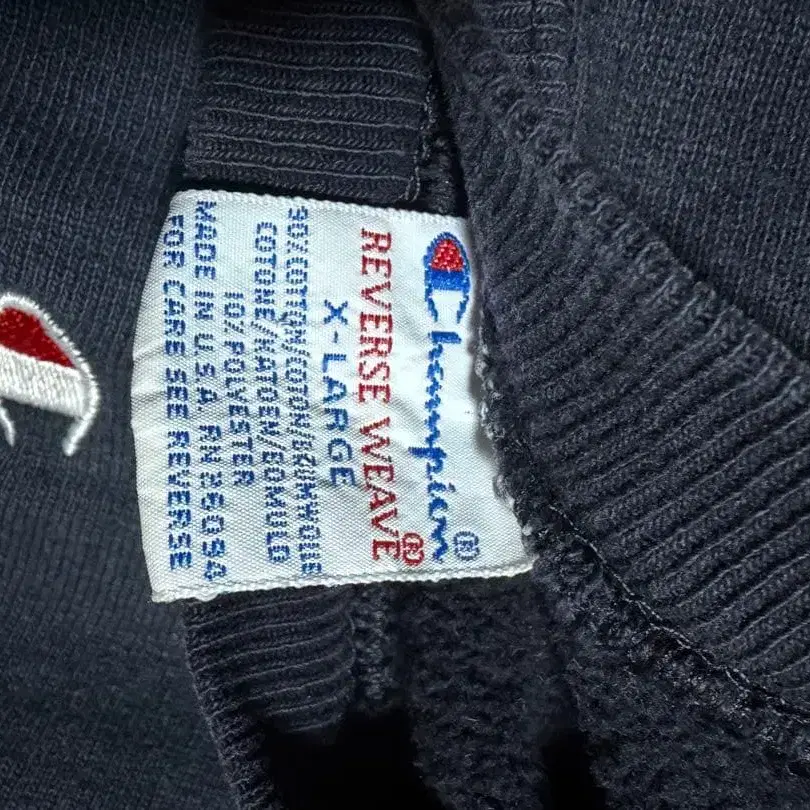 Champion®
REVERSE WEAVE®
X-LARGE
90% COTTON/COTON/BAUMWOLLE
COTONE/KATOEN/BOMULD
10% POLYESTER
MADE IN U.S.A. RN 26094
FOR CARE SEE REVERSE